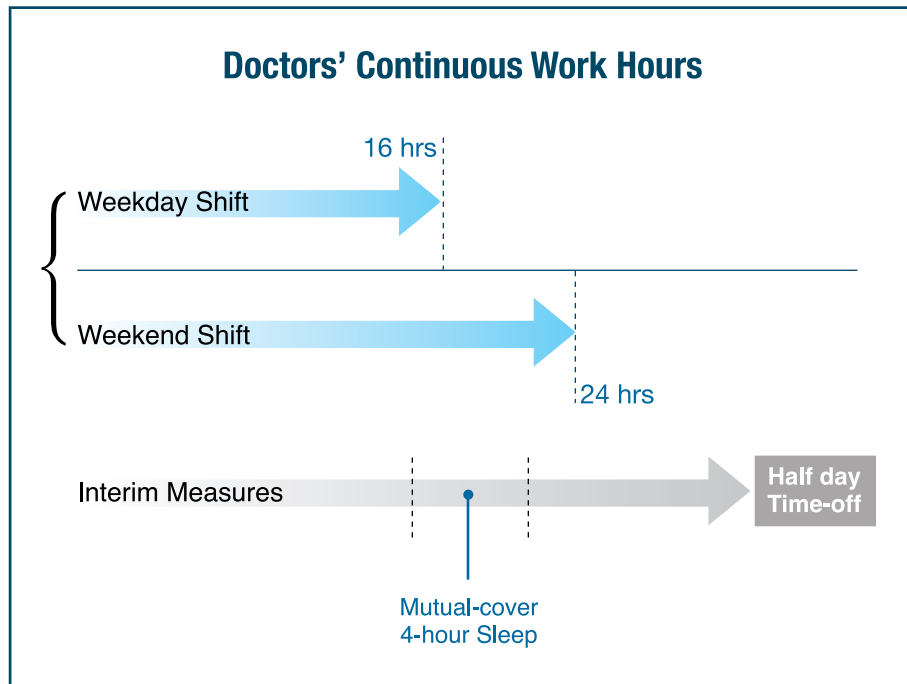 Doctors’ Continuous Work Hours
16 hrs
Weekday Shift
Weekend Shift
24 hrs
Interim Measures
Half day
Time-off
Mutual-cover
4-hour Sleep